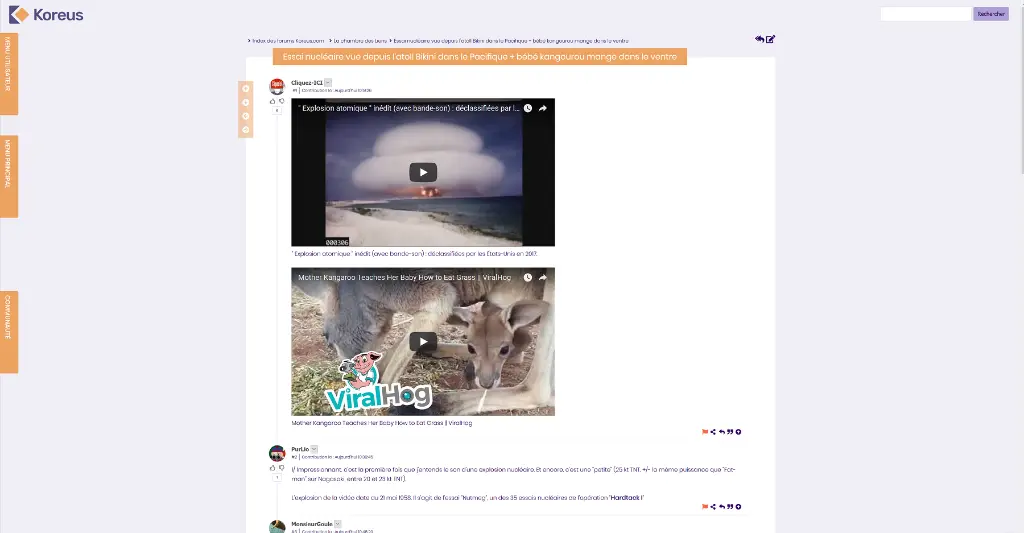 Koreus
Rechercher
MENU UTILISATEUR
MENU PRINCIPAL
COMMUNAUTÉ
Index des forums Koreus.com > La chambre des liens > Essai nucléaire vue depuis l'atoll Bikini dans le Pacifique + bébé kangourou mange dans le ventre
Essai nucléaire vue depuis l'atoll Bikini dans le Pacifique + bébé kangourou mange dans le ventre
Cliquez-ICI
#1 | Contribution le : Aujourd'hui
0
" Explosion atomique " inédit (avec bande-son) : déclassifiées par l...
000306
" Explosion atomique " inédit (avec bande-son) : déclassifiées par les États-Unis en 2017.
Mother Kangaroo Teaches Her Baby How to Eat Grass || ViralHog
ViralHog
Mother Kangaroo Teaches Her Baby How to Eat Grass || ViralHog
PurLio
#2 | Contribution le : Aujourd'hui
1
1/ Impressionnant, c'est la première fois que j'entends le son d'une explosion nucléaire. Et encore, c'est une "petite" (25 kt TNT, +/- la même puissance que "Fat-
man" sur Nagasaki, entre 20 et 23 kt TNT).
L'explosion de la vidéo date du 21 mai 1958. Il s'agit de l'essai "Nutmeg", un des 35 essais nucléaires de l'opération "Hardtack I"
MonsieurGoule
#3 | Contribution le : Aujourd'hui